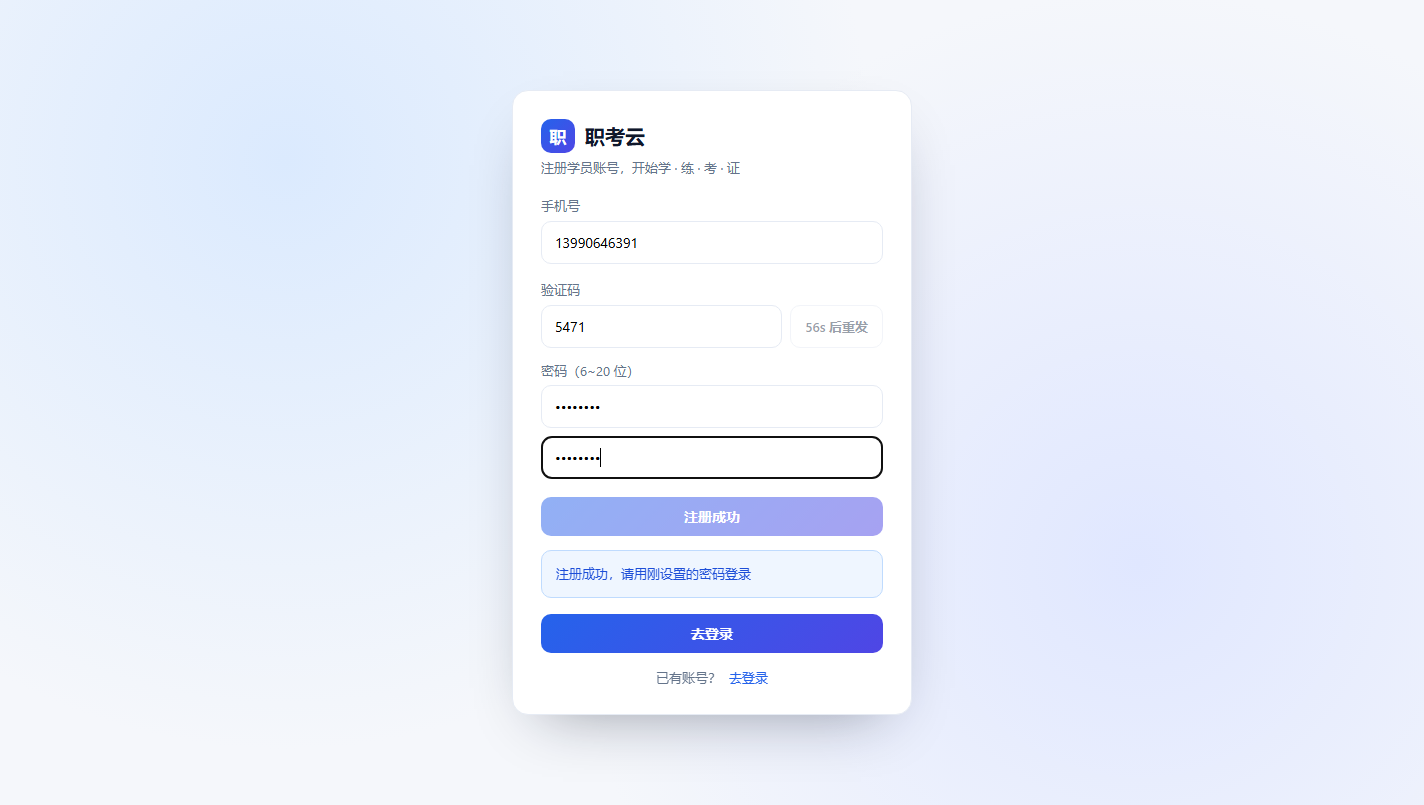 职 职考云
注册学员账号，开始学 · 练 · 考 · 证
手机号
13990646391
验证码
5471 56s 后重发
密码（6~20 位）
••••••••
••••••••
注册成功
注册成功，请用刚设置的密码登录
去登录
已有账号？ 去登录